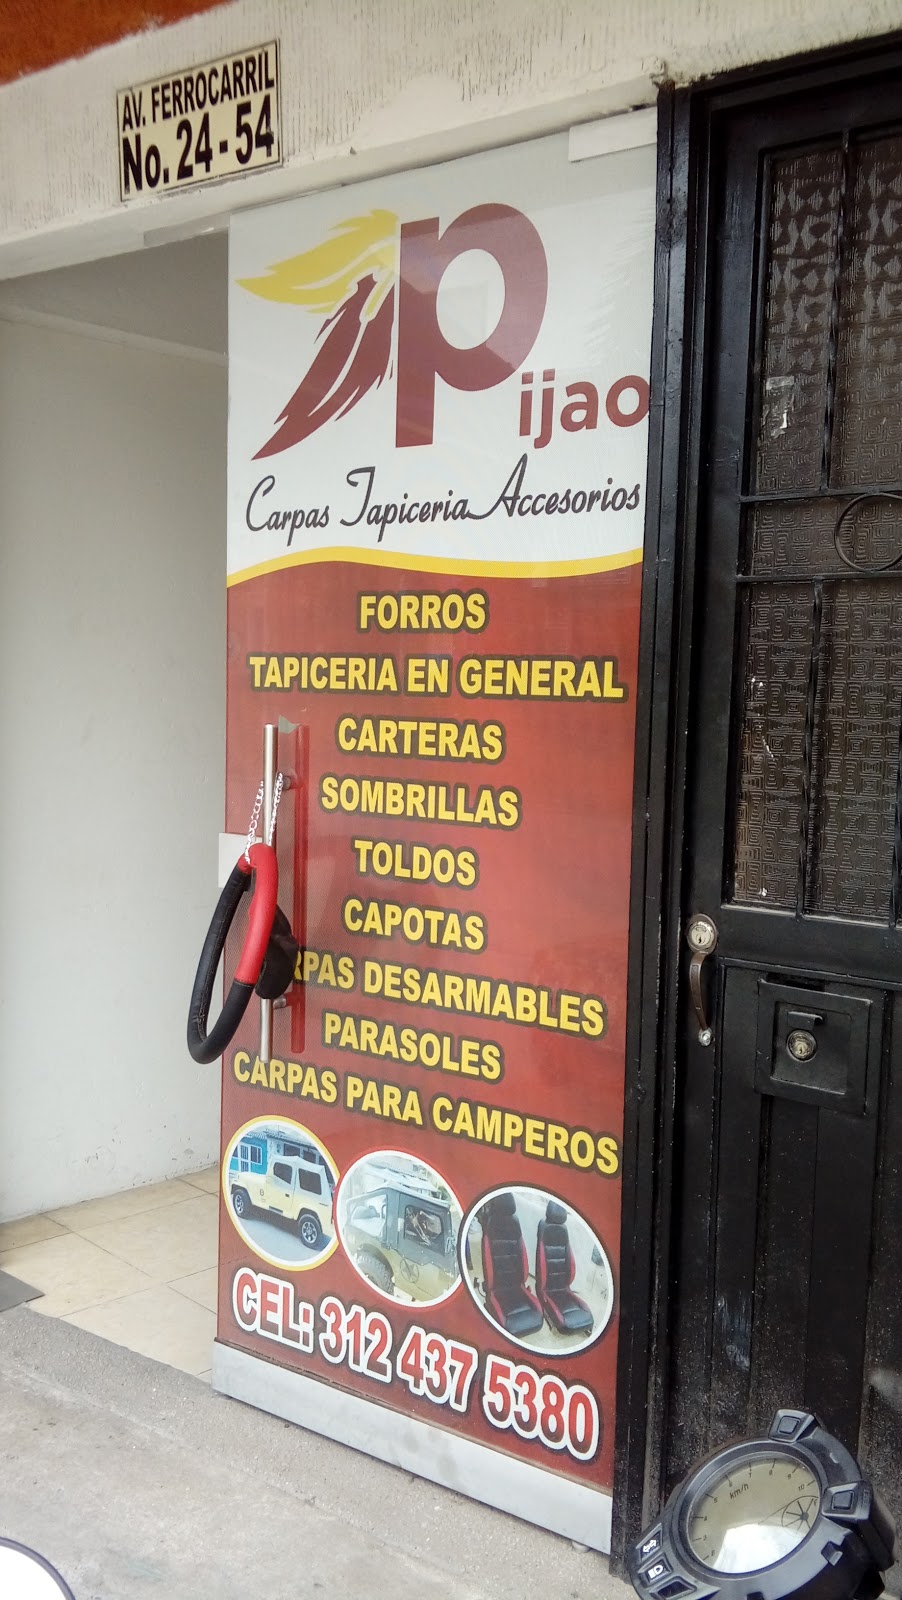 AV. FERROCARRIL
No. 24 - 54
Pijao
Carpas Tapiceria Accesorios
FORROS
TAPICERIA EN GENERAL
CARTERAS
SOMBRILLAS
TOLDOS
CAPOTAS
RPAS DESARMABLES
PARASOLES
CARPAS PARA CAMPEROS
CEL: 312 437 5380
km/h